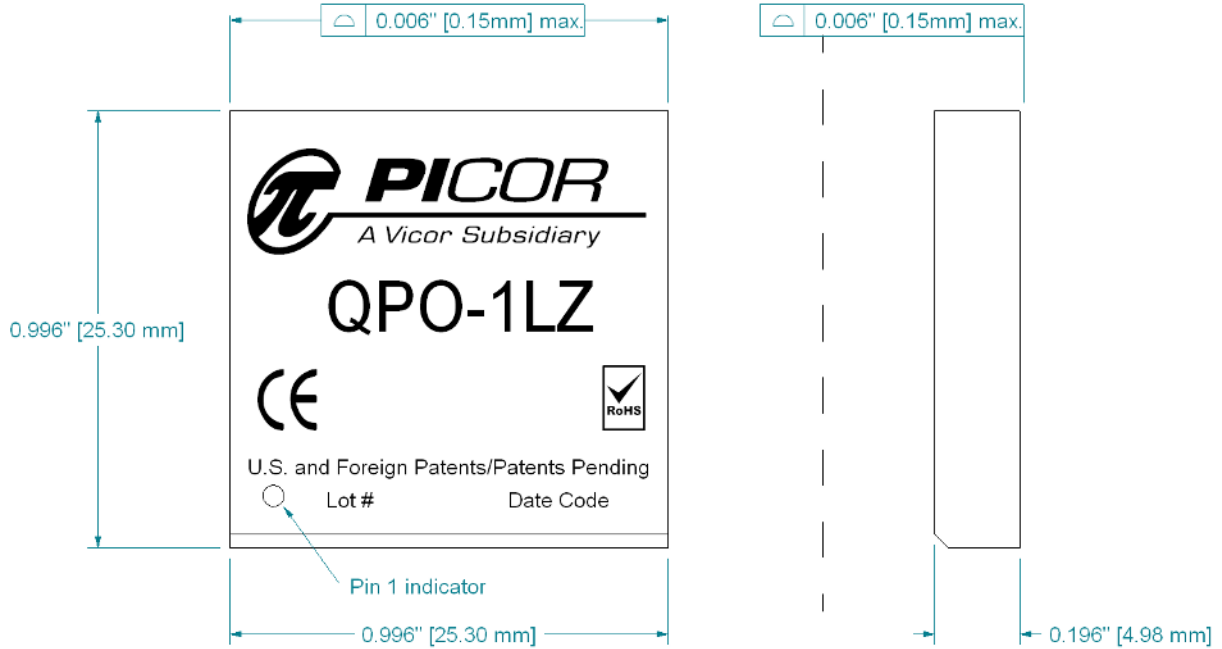 0.006" [0.15mm] max.
0.006" [0.15mm] max.
π PICOR
A Vicor Subsidiary
QPO-1LZ
0.996" [25.30 mm]
CE
RoHS
U.S. and Foreign Patents/Patents Pending
Lot # Date Code
Pin 1 indicator
0.996" [25.30 mm]
0.196" [4.98 mm]